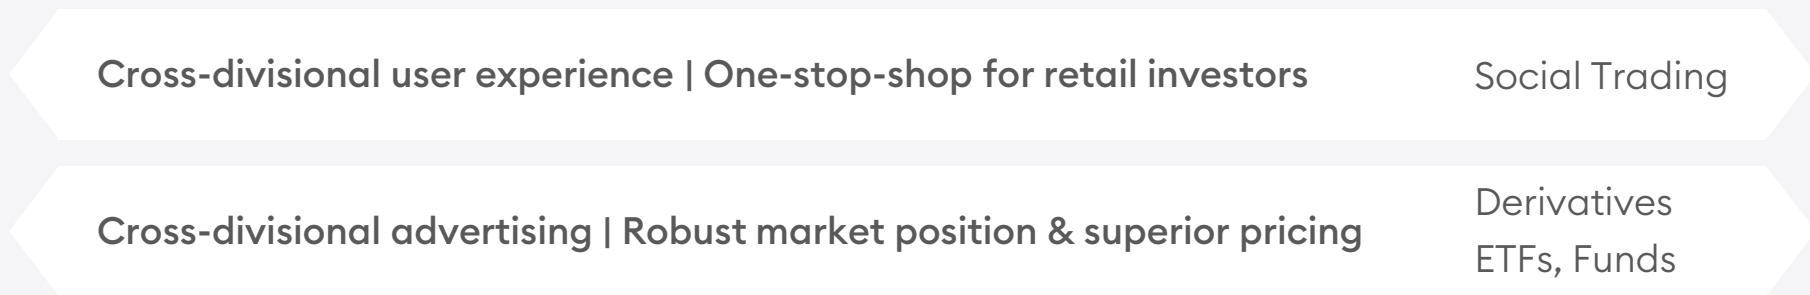 Cross-divisional user experience | One-stop-shop for retail investors
Social Trading
Cross-divisional advertising | Robust market position & superior pricing
Derivatives
ETFs, Funds